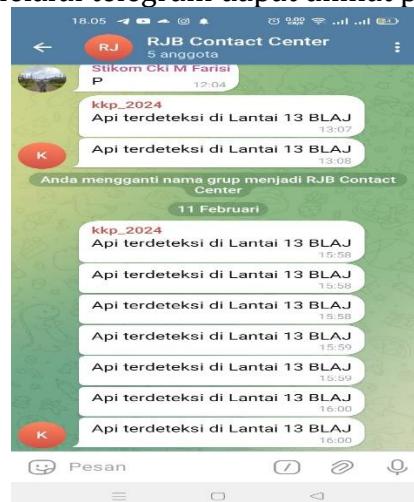 18.05
RJ
RJB Contact Center
5 anggota
Stikom Cki M Farisi
P
12:04
kkp_2024
Api terdeteksi di Lantai 13 BLAJ
13:07
Api terdeteksi di Lantai 13 BLAJ
13:08
K
Anda mengganti nama grup menjadi RJB Contact
Center
11 Februari
kkp_2024
Api terdeteksi di Lantai 13 BLAJ
15:58
Api terdeteksi di Lantai 13 BLAJ
15:58
Api terdeteksi di Lantai 13 BLAJ
15:58
Api terdeteksi di Lantai 13 BLAJ
15:59
Api terdeteksi di Lantai 13 BLAJ
15:59
Api terdeteksi di Lantai 13 BLAJ
16:00
Api terdeteksi di Lantai 13 BLAJ
16:00
K
Pesan